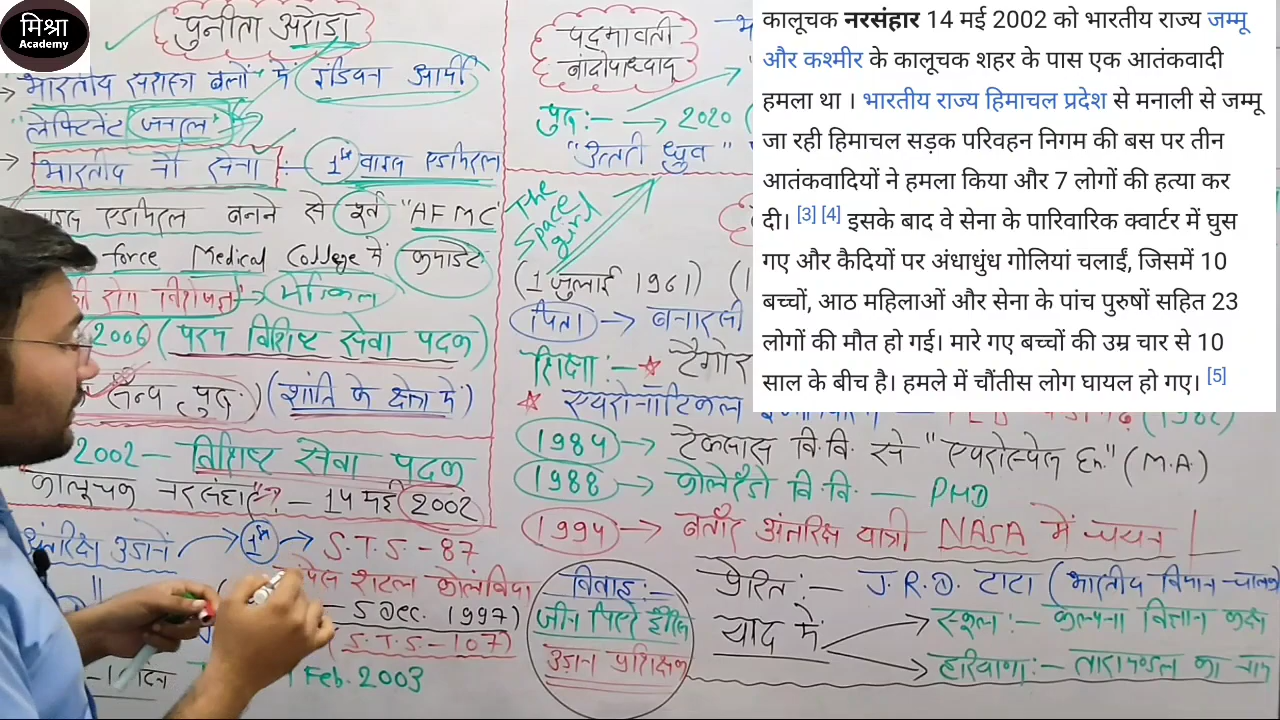 मिश्रा
Academy
पुनीता अरोडा
भारतीय सशस्त्र बलों में इंडियन आर्मी
"लेफ्टिनेंट जनरल"
भारतीय नौ सेना :- 1st वाइस एडमिरल
एडमिरल बनने से पूर्व "AFMC"
force Medical College में कमांडेंट
रोग विशेषज्ञ → मेडिकल
2006 (परम विशिष्ट सेवा पदक)
सैन्य (शांति के क्षेत्र में)
2002 - विशिष्ट सेवा पदक
कालूचक नरसंहार? - 14 मई 2002
अंतरिक्ष उड़ानें 1st → S.T.S. - 87
शटल कोलंबिया
- 5 Dec. 1997)
(S.T.S. - 107)
Feb. 2003
पद्मावती
बांदोपाध्याय
→ 2020
"उत्तरी ध्रुव"
The
Space
girl
(1 जुलाई 1961)
पिता → बनारसी
शिक्षा :- टैगोर
एयरोनॉटिकल
1984 → टेक्सास वि.वि. से "एयरोस्पेस इं." (M.A)
1988 → कोलेरैडो वि.वि. — PHD
1994 → बतौर अंतरिक्ष यात्री NASA में चयन
विवाह :-
जीन पियरे हैरिसन
उड़ान प्रशिक्षक
प्रेरित :- J.R.D. टाटा (भारतीय विमान-चालक
याद में
स्कूल :- कल्पना विज्ञान कक्ष
हरियाणा :- तारामण्डल का नाम
कालूचक नरसंहार 14 मई 2002 को भारतीय राज्य जम्मू
और कश्मीर के कालूचक शहर के पास एक आतंकवादी
हमला था । भारतीय राज्य हिमाचल प्रदेश से मनाली से जम्मू
जा रही हिमाचल सड़क परिवहन निगम की बस पर तीन
आतंकवादियों ने हमला किया और 7 लोगों की हत्या कर
दी। [3] [4] इसके बाद वे सेना के पारिवारिक क्वार्टर में घुस
गए और कैदियों पर अंधाधुंध गोलियां चलाईं, जिसमें 10
बच्चों, आठ महिलाओं और सेना के पांच पुरुषों सहित 23
लोगों की मौत हो गई। मारे गए बच्चों की उम्र चार से 10
साल के बीच है। हमले में चौंतीस लोग घायल हो गए। [5]